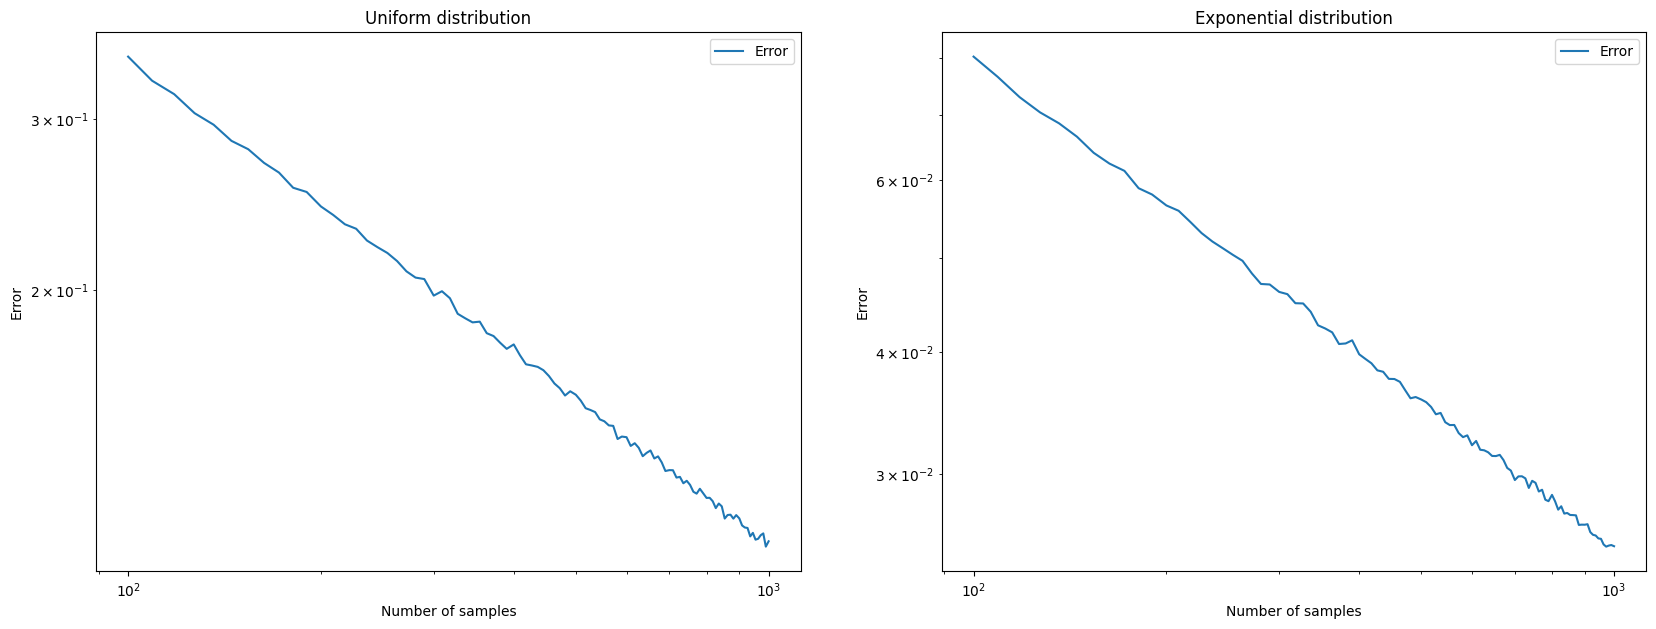 Uniform distribution
Error
3 × 10⁻¹
2 × 10⁻¹
Error
10²
10³
Number of samples
Exponential distribution
Error
6 × 10⁻²
4 × 10⁻²
3 × 10⁻²
Error
10²
10³
Number of samples